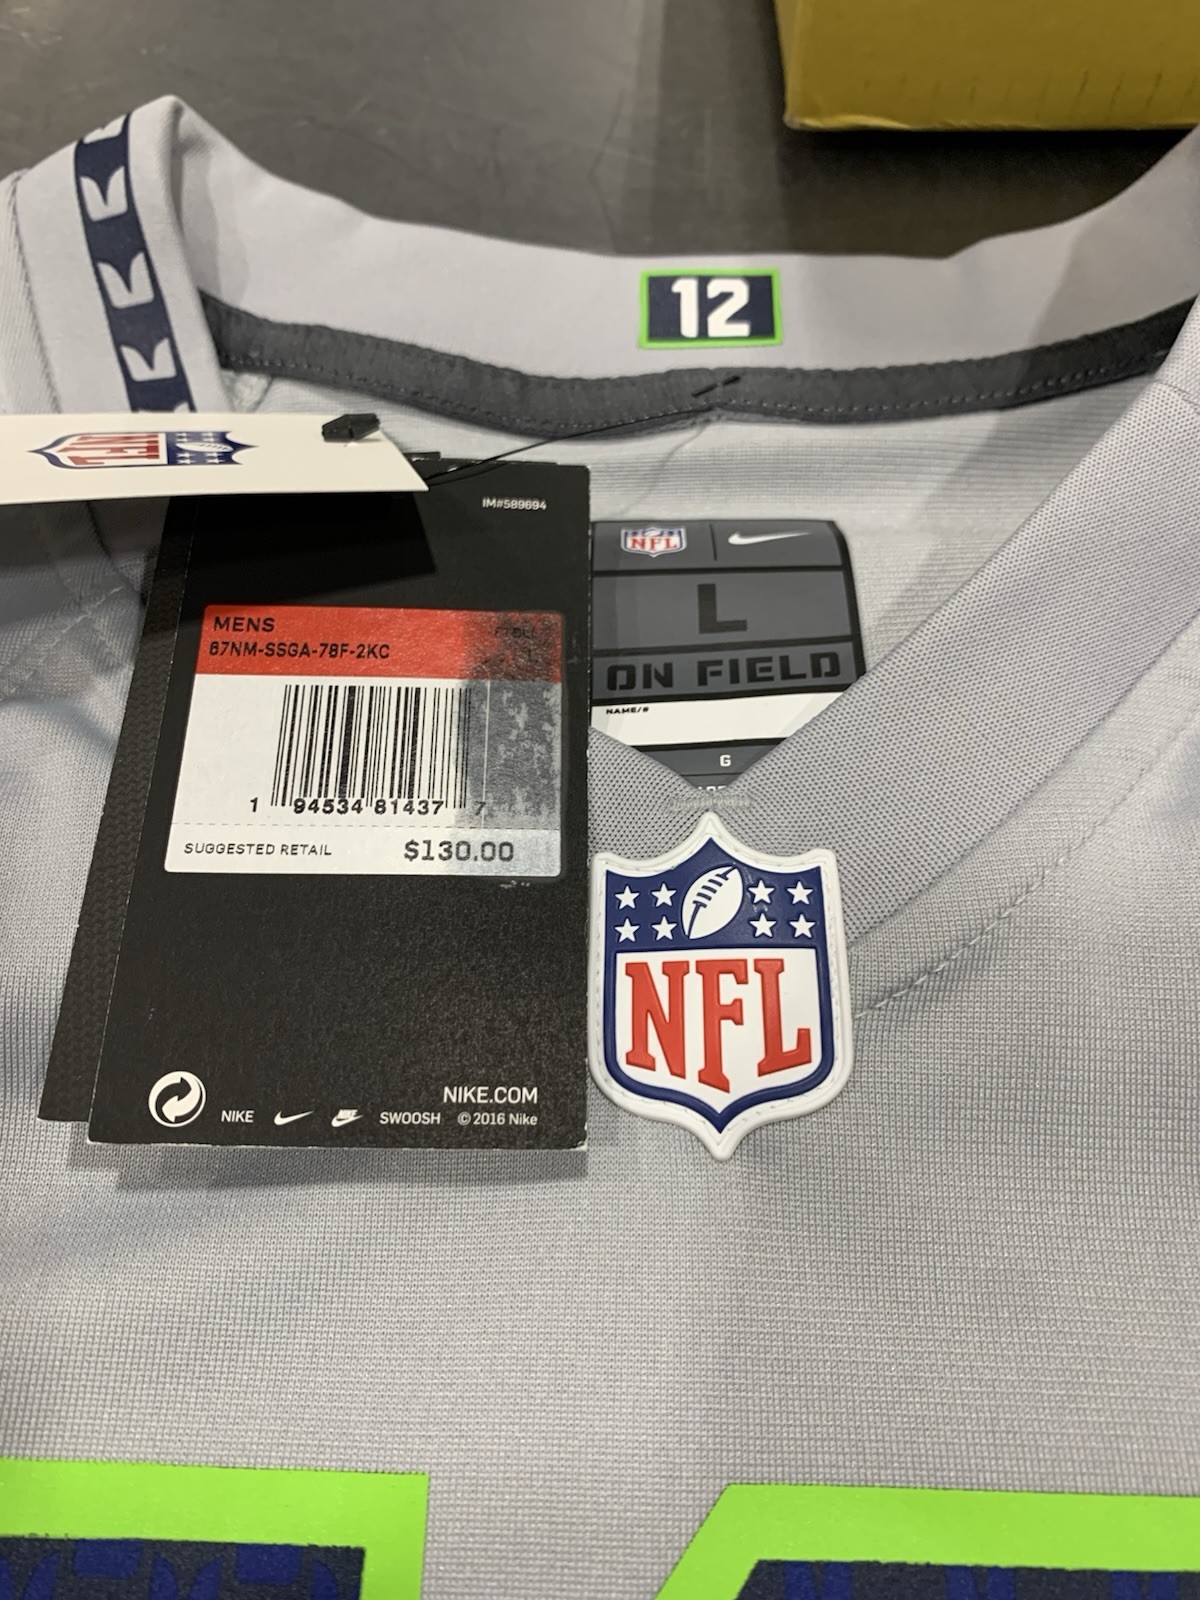 12
NFL
IM#589694
NFL
L
ON FIELD
NAME/#
G
MENS
67NM-SSGA-78F-2KC
1 94534 81437 7
SUGGESTED RETAIL $130.00
NFL
NIKE.COM
NIKE SWOOSH © 2016 Nike